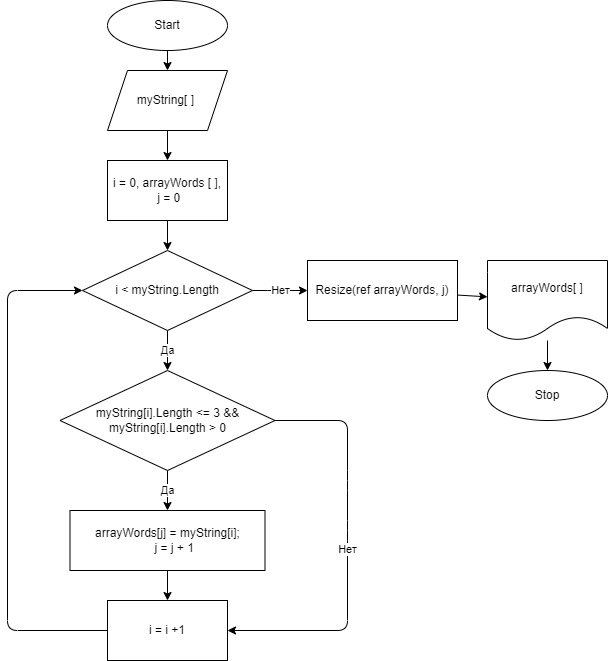 Start
myString[ ]
i = 0, arrayWords [ ],
j = 0
i < myString.Length
Нет
Resize(ref arrayWords, j)
arrayWords[ ]
Stop
Да
myString[i].Length <= 3 &&
myString[i].Length > 0
Да
arrayWords[j] = myString[i];
j = j + 1
Нет
i = i +1